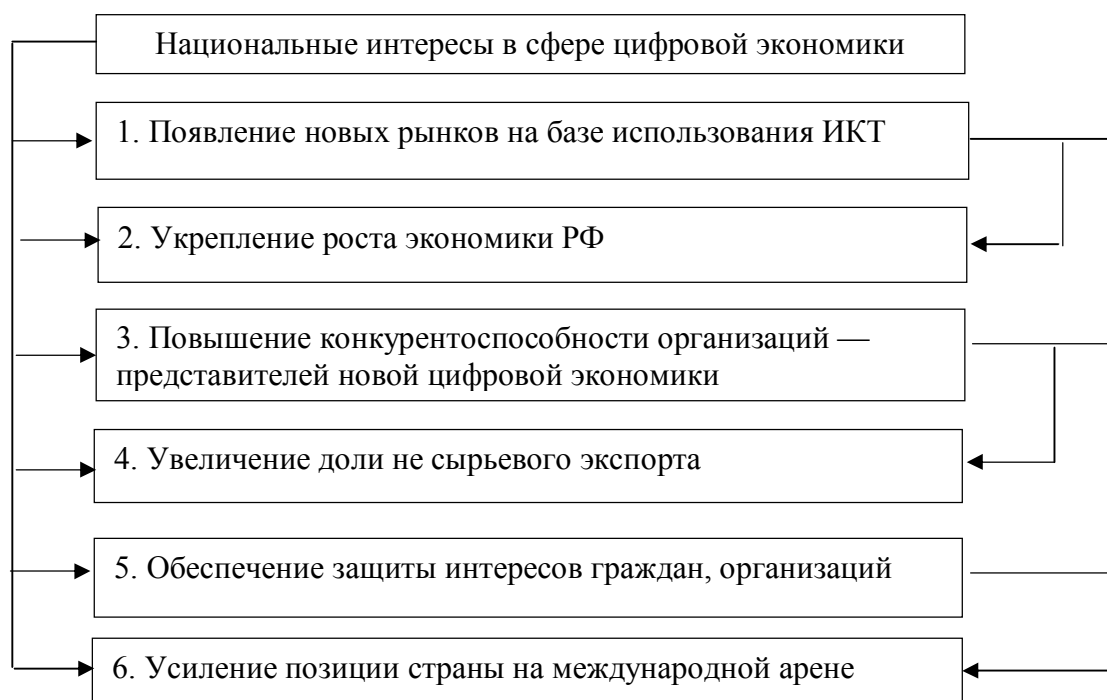 Национальные интересы в сфере цифровой экономики
1. Появление новых рынков на базе использования ИКТ
2. Укрепление роста экономики РФ
3. Повышение конкурентоспособности организаций —
представителей новой цифровой экономики
4. Увеличение доли не сырьевого экспорта
5. Обеспечение защиты интересов граждан, организаций
6. Усиление позиции страны на международной арене